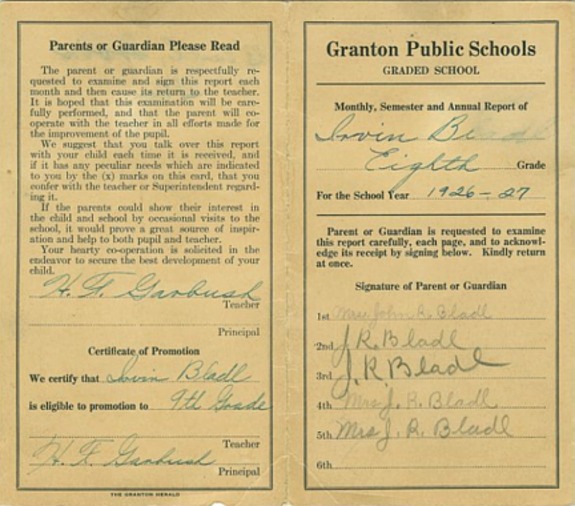 Parents or Guardian Please Read
The parent or guardian is respectfully re-
quested to examine and sign this report each
month and then cause its return to the teacher.
It is hoped that this examination will be care-
fully performed, and that the parent will co-
operate with the teacher in all efforts made for
the improvement of the pupil.
We suggest that you talk over this report
with your child each time it is received, and
if it has any peculiar needs which are indicated
to you by the (x) marks on this card, that you
confer with the teacher or Superintendent regard-
ing it.
If the parents could show their interest in
the child and school by occasional visits to the
school, it would prove a great source of inspir-
ation and help to both pupil and teacher.
Your hearty co-operation is solicited in the
endeavor to secure the best development of your
child.
H. F. Garbush
Teacher
Principal
Certificate of Promotion
We certify that Irvin Bladl
is eligible to promotion to 9th Grade
Teacher
H. F. Garbush
Principal
THE GRANTON HERALD
Granton Public Schools
GRADED SCHOOL
Monthly, Semester and Annual Report of
Irvin Bladl
Eighth Grade
For the School Year 1926-27
Parent or Guardian is requested to examine
this report carefully, each page, and to acknowl-
edge its receipt by signing below. Kindly return
at once.
Signature of Parent or Guardian
1st Mrs John R. Bladl
2nd J. R. Bladl
3rd J. R. Bladl
4th Mrs J. R. Bladl
5th Mrs J. R. Bladl
6th